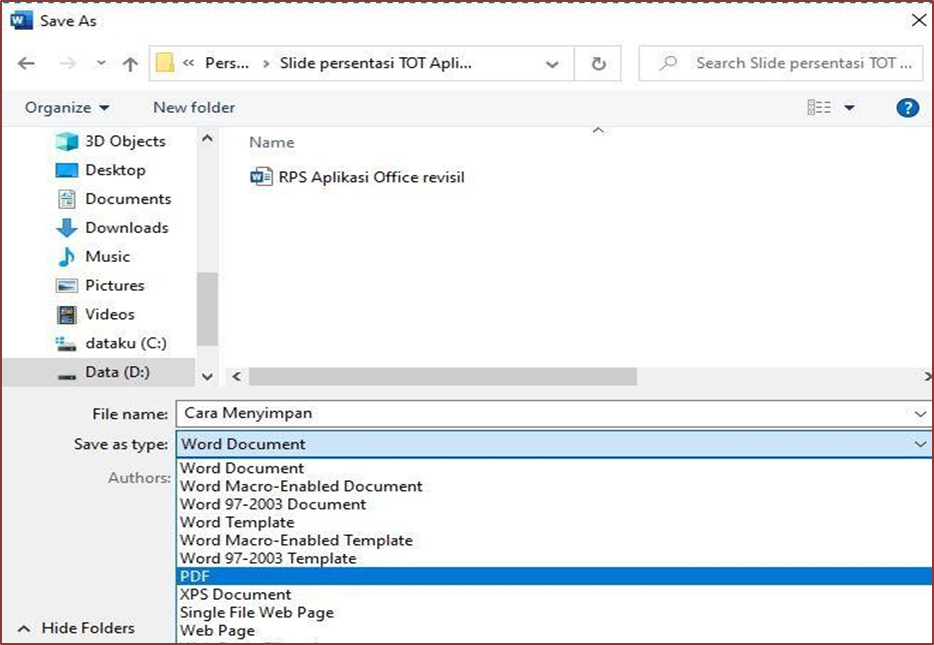 Save As
« Pers... › Slide persentasi TOT Apli...
Search Slide persentasi TOT ...
Organize
New folder
3D Objects
Desktop
Documents
Downloads
Music
Pictures
Videos
dataku (C:)
Data (D:)
Name
RPS Aplikasi Office revisil
File name: Cara Menyimpan
Save as type: Word Document
Authors:
Word Document
Word Macro-Enabled Document
Word 97-2003 Document
Word Template
Word Macro-Enabled Template
Word 97-2003 Template
PDF
XPS Document
Single File Web Page
Web Page
Hide Folders